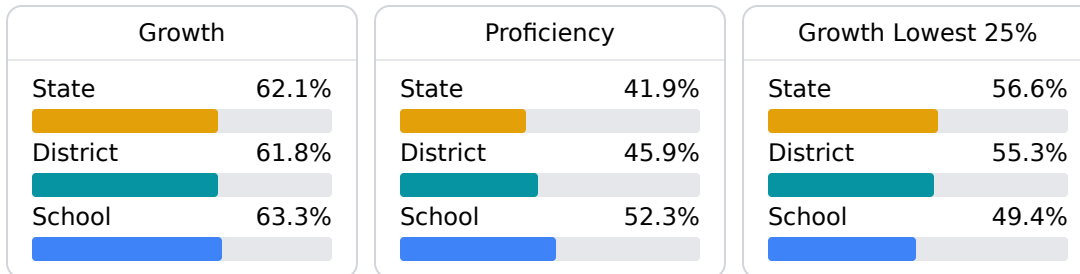 Growth
State 62.1%
District 61.8%
School 63.3%
Proficiency
State 41.9%
District 45.9%
School 52.3%
Growth Lowest 25%
State 56.6%
District 55.3%
School 49.4%